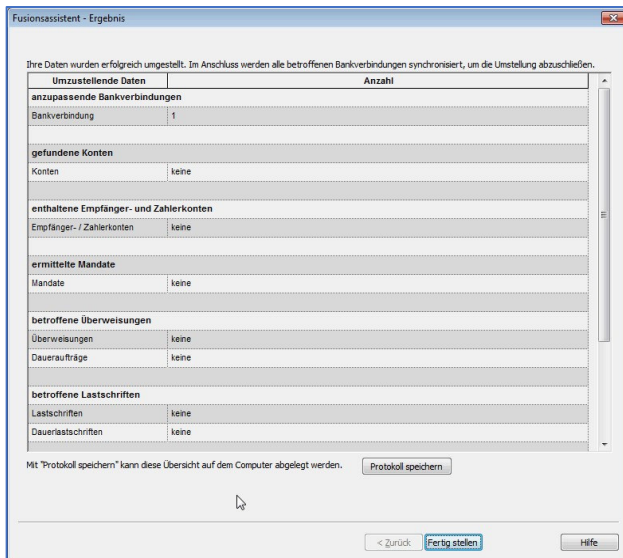 Fusionsassistent - Ergebnis
Ihre Daten wurden erfolgreich umgestellt. Im Anschluss werden alle betroffenen Bankverbindungen synchronisiert, um die Umstellung abzuschließen.
Umzustellende Daten Anzahl
anzupassende Bankverbindungen
Bankverbindung 1
gefundene Konten
Konten keine
enthaltene Empfänger- und Zahlerkonten
Empfänger- / Zahlerkonten keine
ermittelte Mandate
Mandate keine
betroffene Überweisungen
Überweisungen keine
Daueraufträge keine
betroffene Lastschriften
Lastschriften keine
Dauerlastschriften keine
Mit "Protokoll speichern" kann diese Übersicht auf dem Computer abgelegt werden. Protokoll speichern
< Zurück Fertig stellen Hilfe